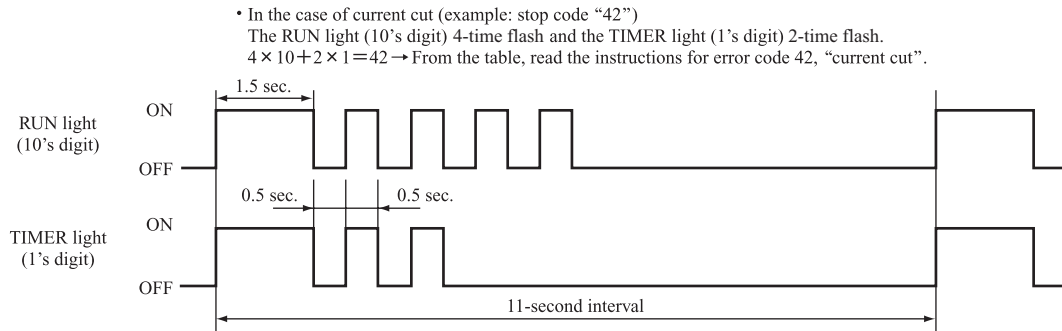 • In the case of current cut (example: stop code “42”)
The RUN light (10’s digit) 4-time flash and the TIMER light (1’s digit) 2-time flash.
4×10+2×1=42→From the table, read the instructions for error code 42, “current cut”.
1.5 sec.
ON
RUN light
(10’s digit)
OFF
0.5 sec.
0.5 sec.
ON
TIMER light
(1’s digit)
OFF
11-second interval